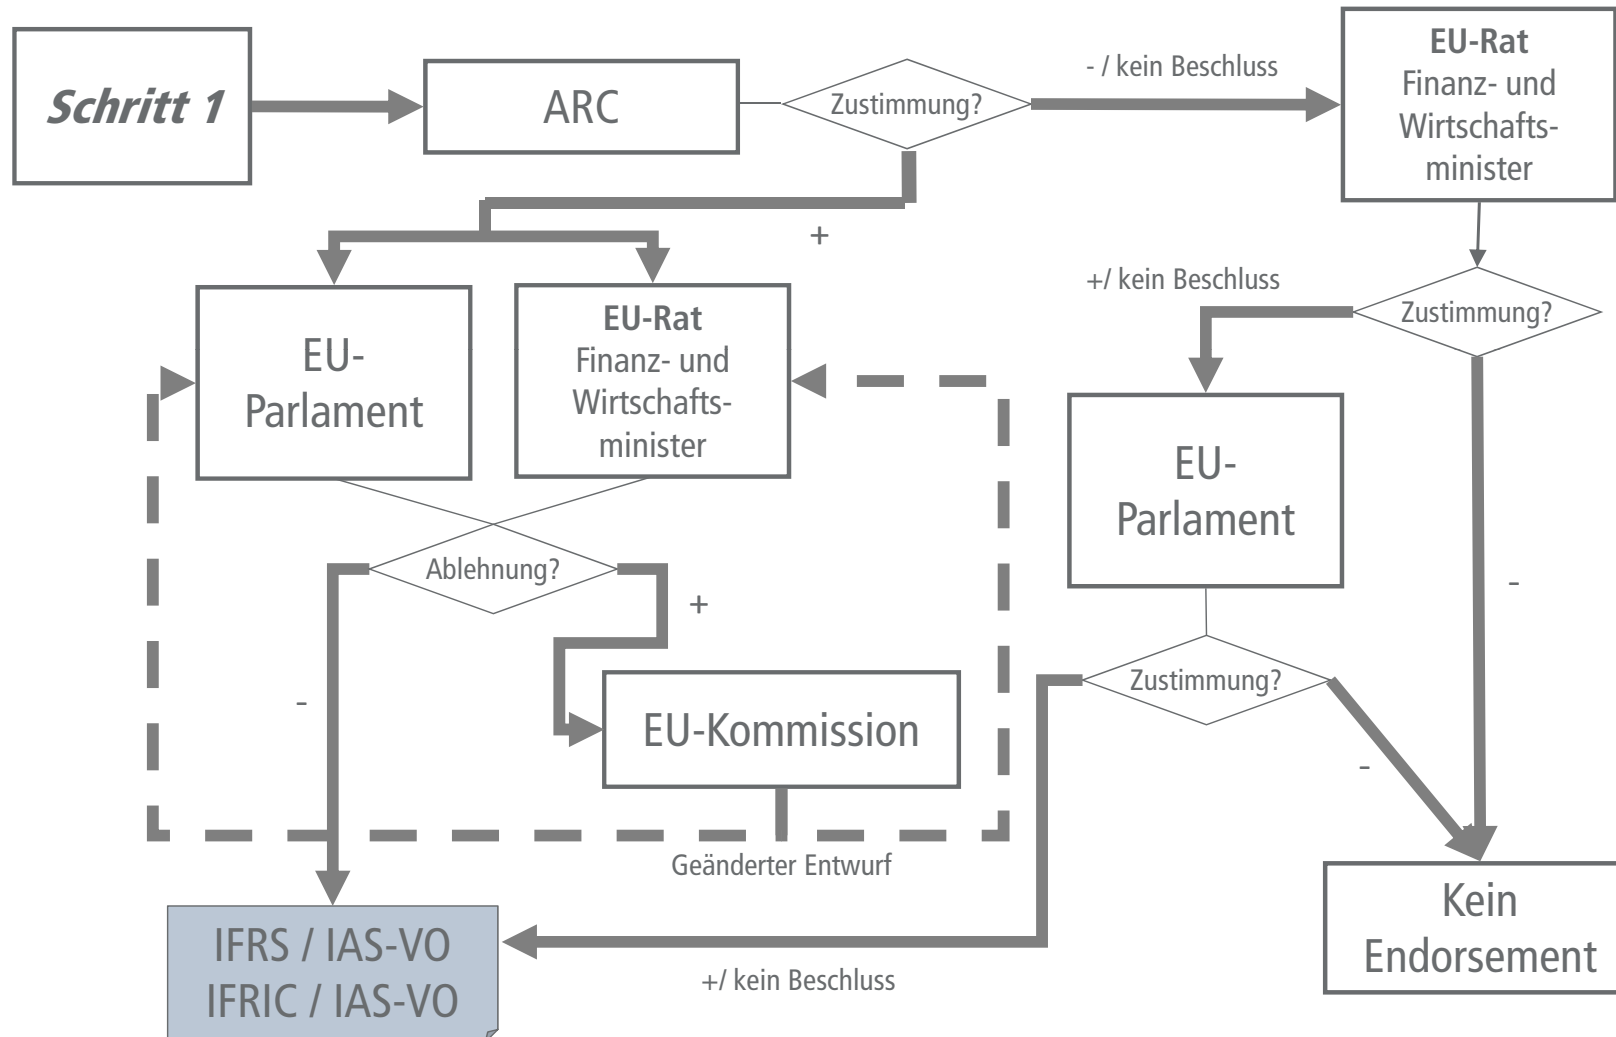 Schritt 1
ARC
Zustimmung?
- / kein Beschluss
EU-Rat
Finanz- und
Wirtschafts-
minister
+
+/ kein Beschluss
Zustimmung?
EU-
Parlament
EU-Rat
Finanz- und
Wirtschafts-
minister
EU-
Parlament
Ablehnung?
+
-
-
Zustimmung?
-
EU-Kommission
Geänderter Entwurf
IFRS / IAS-VO
IFRIC / IAS-VO
+/ kein Beschluss
Kein
Endorsement